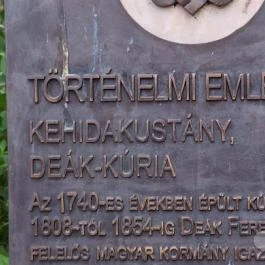 TÖRTÉNELMI EML
KEHIDAKUSTÁNY,
DEÁK-KÚRIA
AZ 1740-ES ÉVEKBEN ÉPÜLT KÚ
1808-TÓL 1854-IG DEÁK FERE
FELELŐS MAGYAR KORMÁNY IGAZ